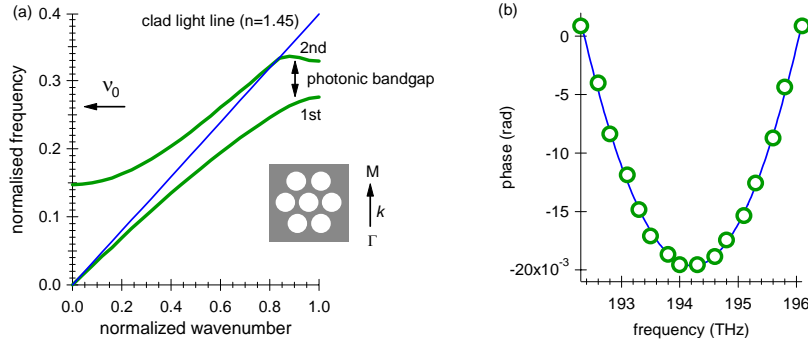 (a)
clad light line (n=1.45)
2nd
photonic bandgap
1st
ν0
M
k
Γ
normalised frequency
0.4
0.3
0.2
0.1
0.0
0.0 0.2 0.4 0.6 0.8 1.0
normalized wavenumber
(b)
phase (rad)
0
-5
-10
-15
-20x10-3
193 194 195 196
frequency (THz)